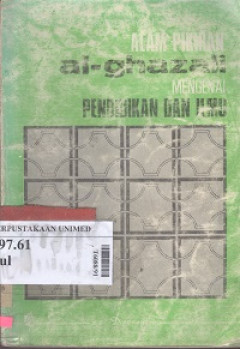 ALAM PIKIRAN
al-ghazali
MENGENAI
PENDIDIKAN DAN ILMU
PERPUSTAKAAN UNIMED
97.61
ul